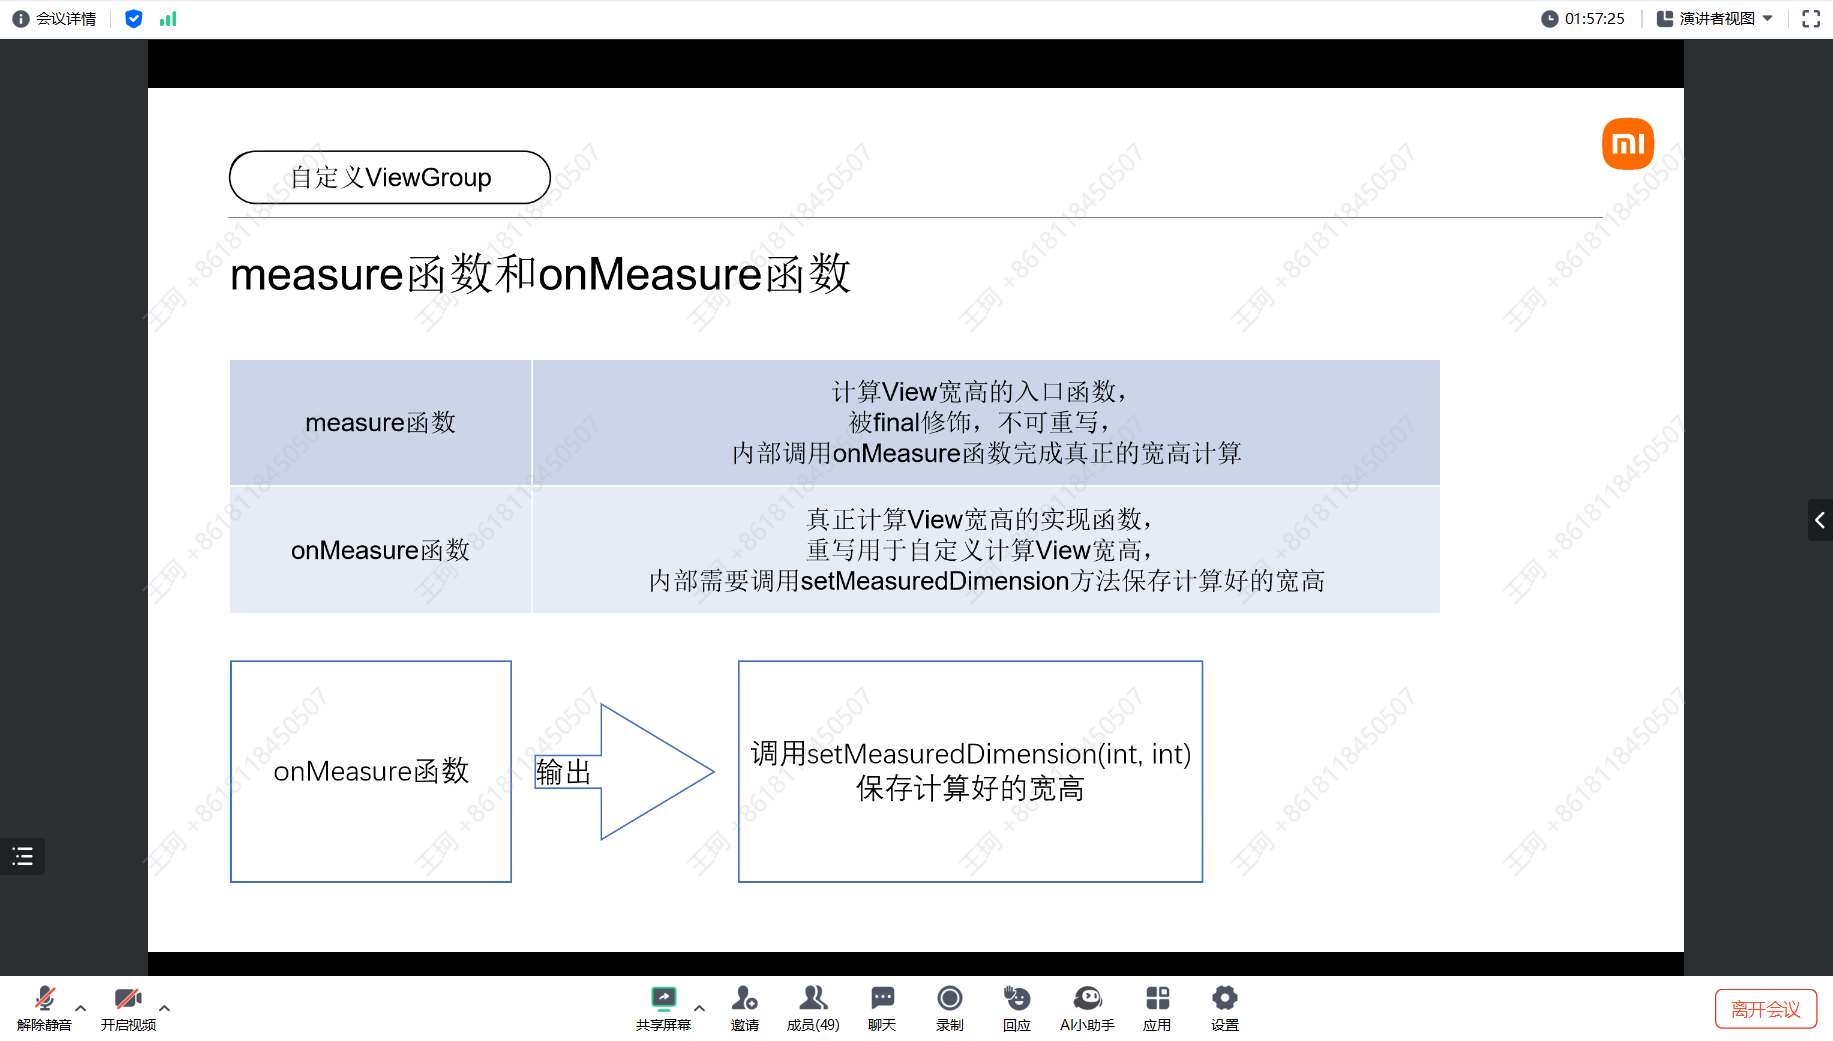 会议详情
01:57:25
演讲者视图
自定义ViewGroup
mi
measure函数和onMeasure函数
measure函数
计算View宽高的入口函数,
被final修饰, 不可重写,
内部调用onMeasure函数完成真正的宽高计算
onMeasure函数
真正计算View宽高的实现函数,
重写用于自定义计算View宽高,
内部需要调用setMeasuredDimension方法保存计算好的宽高
onMeasure函数
输出
调用setMeasuredDimension(int, int)
保存计算好的宽高
王珂 +8618118450507
解除静音
开启视频
共享屏幕
邀请
成员(49)
聊天
录制
回应
AI小助手
应用
设置
离开会议